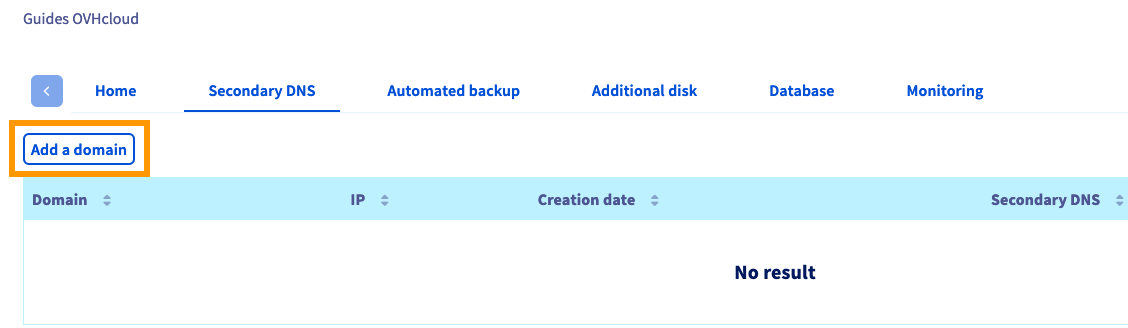 Guides OVHcloud
Home Secondary DNS Automated backup Additional disk Database Monitoring
Add a domain
Domain IP Creation date Secondary DNS
No result